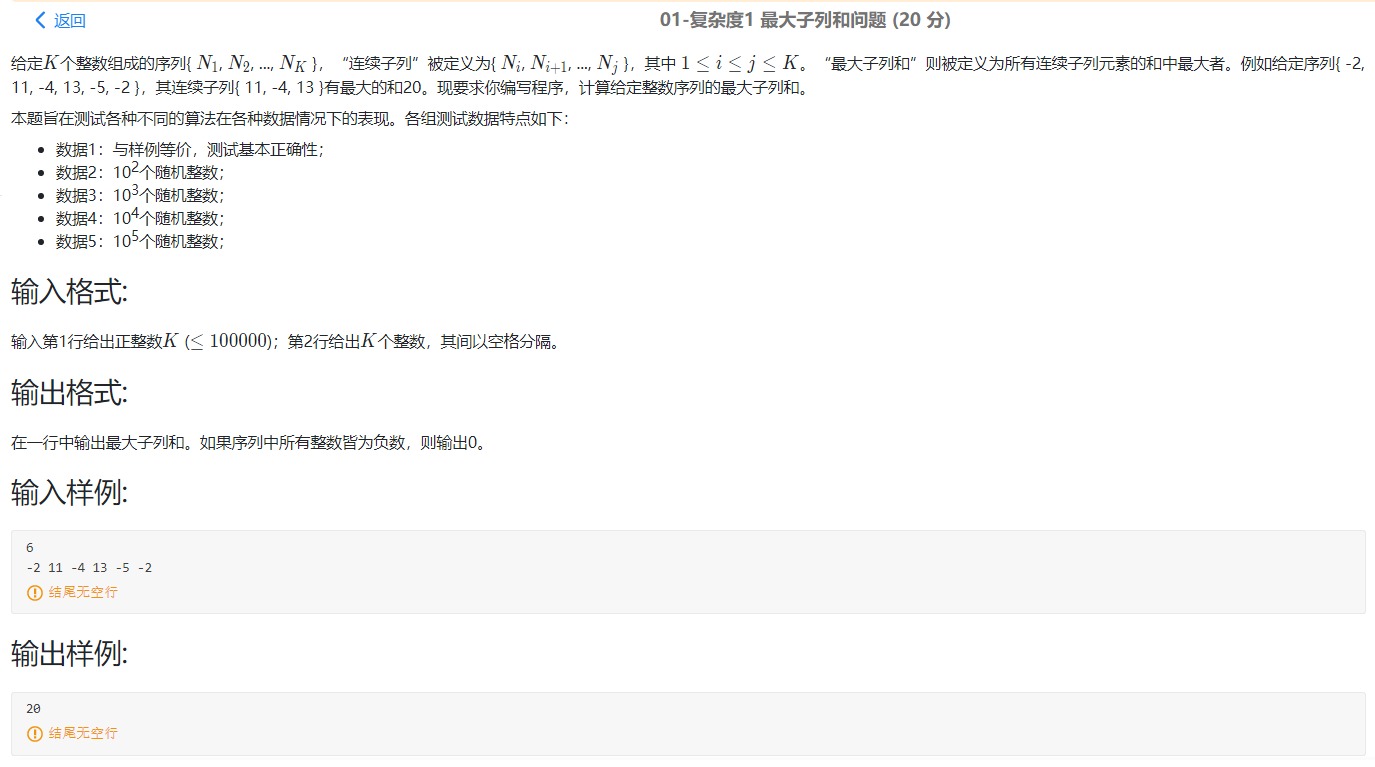 返回
01-复杂度1 最大子列和问题 (20 分)
给定K个整数组成的序列{ N1, N2, ..., NK }，“连续子列”被定义为{ Ni, Ni+1, ..., Nj }，其中 1 ≤ i ≤ j ≤ K。“最大子列和”则被定义为所有连续子列元素的和中最大者。例如给定序列{ -2,
11, -4, 13, -5, -2 }，其连续子列{ 11, -4, 13 }有最大的和20。现要求你编写程序，计算给定整数序列的最大子列和。
本题旨在测试各种不同的算法在各种数据情况下的表现。各组测试数据特点如下：
• 数据1：与样例等价，测试基本正确性；
• 数据2：10^2个随机整数；
• 数据3：10^3个随机整数；
• 数据4：10^4个随机整数；
• 数据5：10^5个随机整数；
输入格式:
输入第1行给出正整数K (≤ 100000)；第2行给出K个整数，其间以空格分隔。
输出格式:
在一行中输出最大子列和。如果序列中所有整数皆为负数，则输出0。
输入样例:
6
-2 11 -4 13 -5 -2
结尾无空行
输出样例:
20
结尾无空行